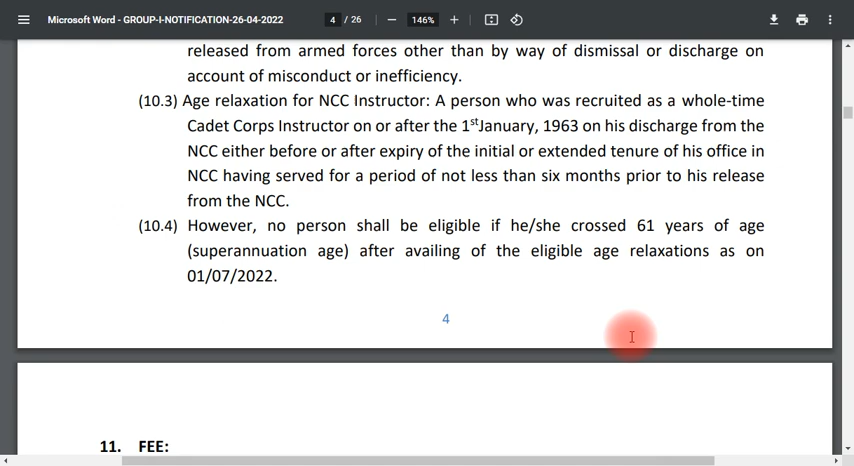 Microsoft Word - GROUP-I-NOTIFICATION-26-04-2022 4 / 26 − 146% +
released from armed forces other than by way of dismissal or discharge on
account of misconduct or inefficiency.
(10.3) Age relaxation for NCC Instructor: A person who was recruited as a whole-time
Cadet Corps Instructor on or after the 1st January, 1963 on his discharge from the
NCC either before or after expiry of the initial or extended tenure of his office in
NCC having served for a period of not less than six months prior to his release
from the NCC.
(10.4) However, no person shall be eligible if he/she crossed 61 years of age
(superannuation age) after availing of the eligible age relaxations as on
01/07/2022.
4
11. FEE: